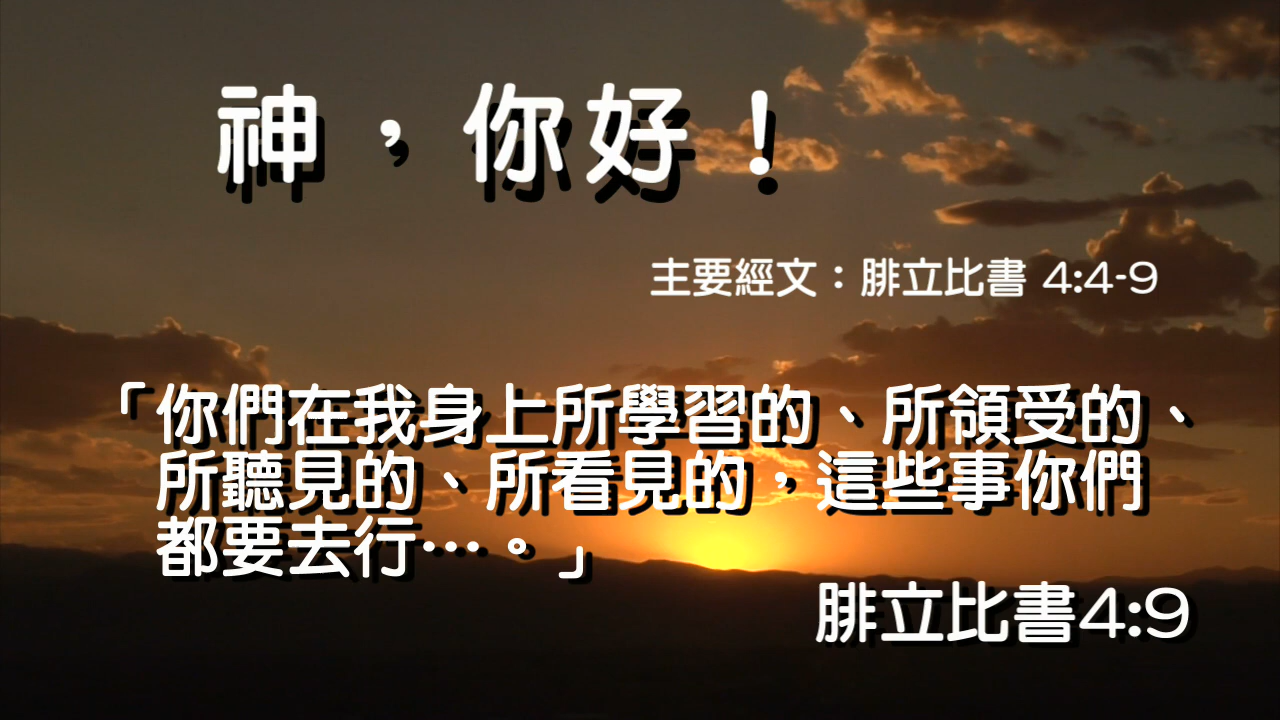 神，你好！
主要經文：腓立比書 4:4-9
「你們在我身上所學習的、所領受的、
所聽見的、所看見的，這些事你們
都要去行…。」
腓立比書4:9